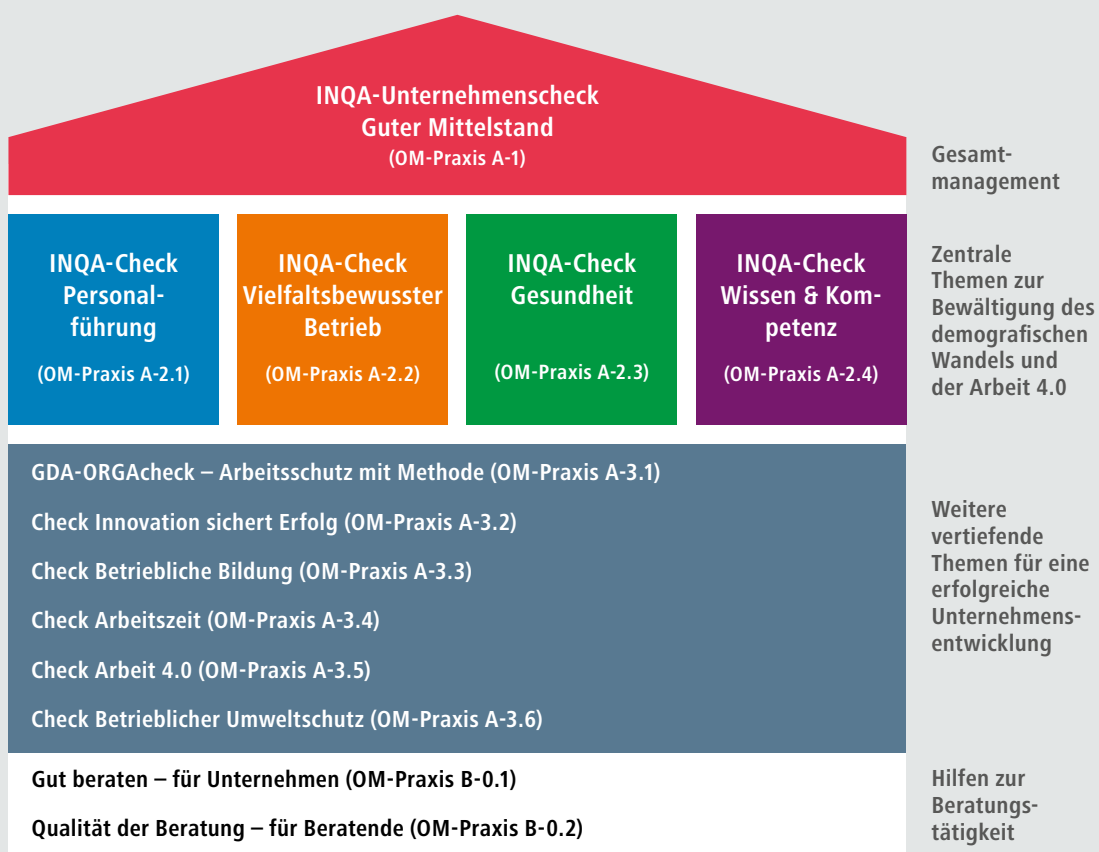 INQA-Unternehmenscheck
Guter Mittelstand
(OM-Praxis A-1)
Gesamt-
management
INQA-Check
Personal-
führung
(OM-Praxis A-2.1)
INQA-Check
Vielfaltsbewusster
Betrieb
(OM-Praxis A-2.2)
INQA-Check
Gesundheit
(OM-Praxis A-2.3)
INQA-Check
Wissen & Kom-
petenz
(OM-Praxis A-2.4)
Zentrale
Themen zur
Bewältigung des
demografischen
Wandels und
der Arbeit 4.0
GDA-ORGAcheck – Arbeitsschutz mit Methode (OM-Praxis A-3.1)
Check Innovation sichert Erfolg (OM-Praxis A-3.2)
Check Betriebliche Bildung (OM-Praxis A-3.3)
Check Arbeitszeit (OM-Praxis A-3.4)
Check Arbeit 4.0 (OM-Praxis A-3.5)
Check Betrieblicher Umweltschutz (OM-Praxis A-3.6)
Weitere
vertiefende
Themen für eine
erfolgreiche
Unternehmens-
entwicklung
Gut beraten – für Unternehmen (OM-Praxis B-0.1)
Qualität der Beratung – für Beratende (OM-Praxis B-0.2)
Hilfen zur
Beratungs-
tätigkeit